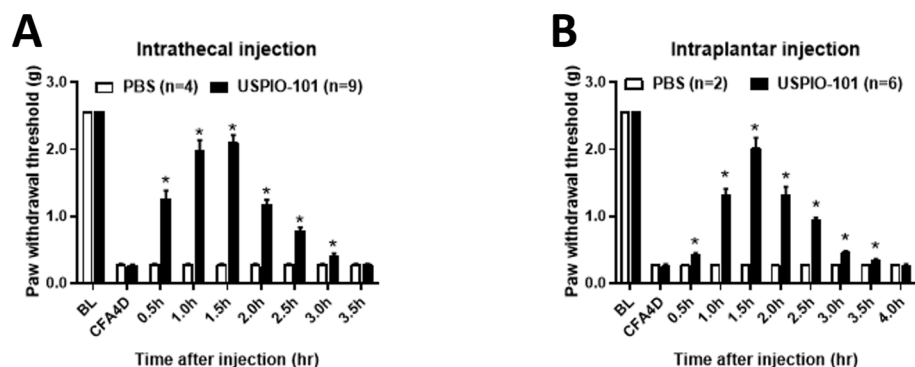 A
Intrathecal injection
Paw withdrawal threshold (g)
3.0
2.0
1.0
0.0
PBS (n=4) USPIO-101 (n=9)
* * * * * *
BL CFA4D 0.5h 1.0h 1.5h 2.0h 2.5h 3.0h 3.5h
Time after injection (hr)
B
Intraplantar injection
Paw withdrawal threshold (g)
3.0
2.0
1.0
0.0
PBS (n=2) USPIO-101 (n=6)
* * * * * * *
BL CFA4D 0.5h 1.0h 1.5h 2.0h 2.5h 3.0h 3.5h 4.0h
Time after injection (hr)